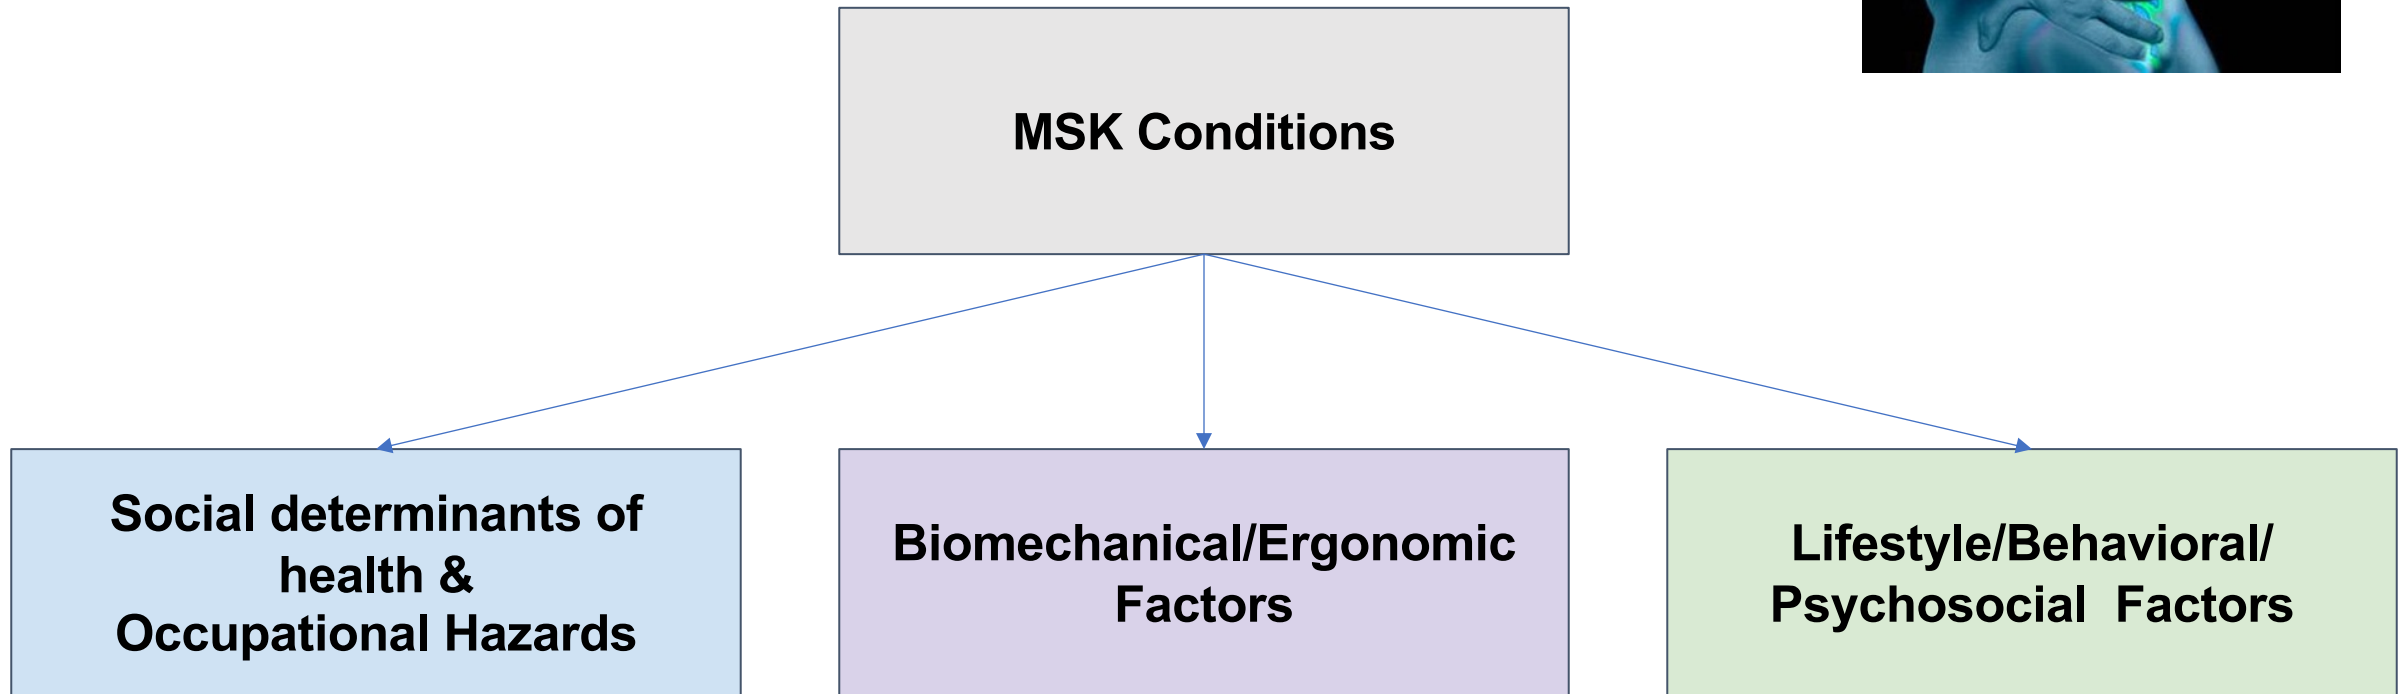 MSK Conditions
Social determinants of
health &
Occupational Hazards
Biomechanical/Ergonomic
Factors
Lifestyle/Behavioral/
Psychosocial  Factors